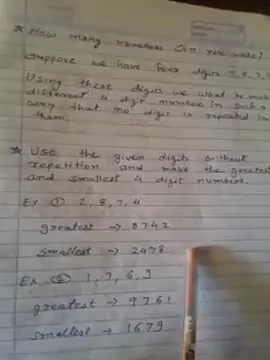 * How many numbers can you make?
Suppose we have four digits 7, 8, 3, 5
Using these digits we want to make
different 4 digit numbers in such a
way that no digit is repeated in
them.
* Use the given digits without
repetition and make the greatest
and smallest 4 digit number.
Ex ① 2, 8, 7, 4
greatest → 8742
smallest → 2478
Ex ② 1, 7, 6, 9
greatest → 9761
smallest → 1679